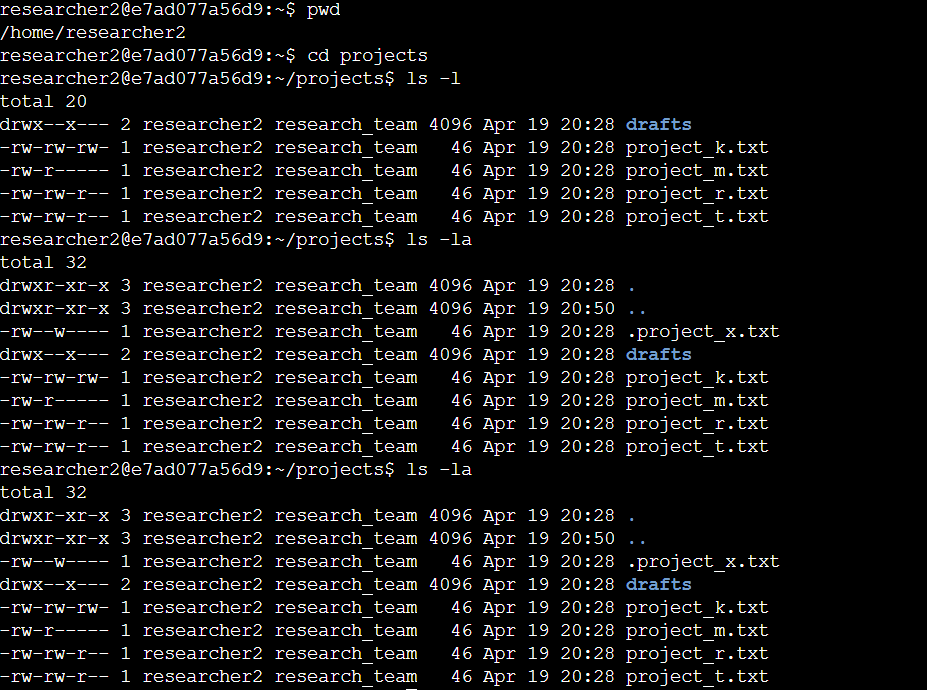 researcher2@e7ad077a56d9:~$ pwd
/home/researcher2
researcher2@e7ad077a56d9:~$ cd projects
researcher2@e7ad077a56d9:~/projects$ ls -l
total 20
drwx--x--- 2 researcher2 research_team 4096 Apr 19 20:28 drafts
-rw-rw-rw- 1 researcher2 research_team   46 Apr 19 20:28 project_k.txt
-rw-r----- 1 researcher2 research_team   46 Apr 19 20:28 project_m.txt
-rw-rw-r-- 1 researcher2 research_team   46 Apr 19 20:28 project_r.txt
-rw-rw-r-- 1 researcher2 research_team   46 Apr 19 20:28 project_t.txt
researcher2@e7ad077a56d9:~/projects$ ls -la
total 32
drwxr-xr-x 3 researcher2 research_team 4096 Apr 19 20:28 .
drwxr-xr-x 3 researcher2 research_team 4096 Apr 19 20:50 ..
-rw--w---- 1 researcher2 research_team   46 Apr 19 20:28 .project_x.txt
drwx--x--- 2 researcher2 research_team 4096 Apr 19 20:28 drafts
-rw-rw-rw- 1 researcher2 research_team   46 Apr 19 20:28 project_k.txt
-rw-r----- 1 researcher2 research_team   46 Apr 19 20:28 project_m.txt
-rw-rw-r-- 1 researcher2 research_team   46 Apr 19 20:28 project_r.txt
-rw-rw-r-- 1 researcher2 research_team   46 Apr 19 20:28 project_t.txt
researcher2@e7ad077a56d9:~/projects$ ls -la
total 32
drwxr-xr-x 3 researcher2 research_team 4096 Apr 19 20:28 .
drwxr-xr-x 3 researcher2 research_team 4096 Apr 19 20:50 ..
-rw--w---- 1 researcher2 research_team   46 Apr 19 20:28 .project_x.txt
drwx--x--- 2 researcher2 research_team 4096 Apr 19 20:28 drafts
-rw-rw-rw- 1 researcher2 research_team   46 Apr 19 20:28 project_k.txt
-rw-r----- 1 researcher2 research_team   46 Apr 19 20:28 project_m.txt
-rw-rw-r-- 1 researcher2 research_team   46 Apr 19 20:28 project_r.txt
-rw-rw-r-- 1 researcher2 research_team   46 Apr 19 20:28 project_t.txt